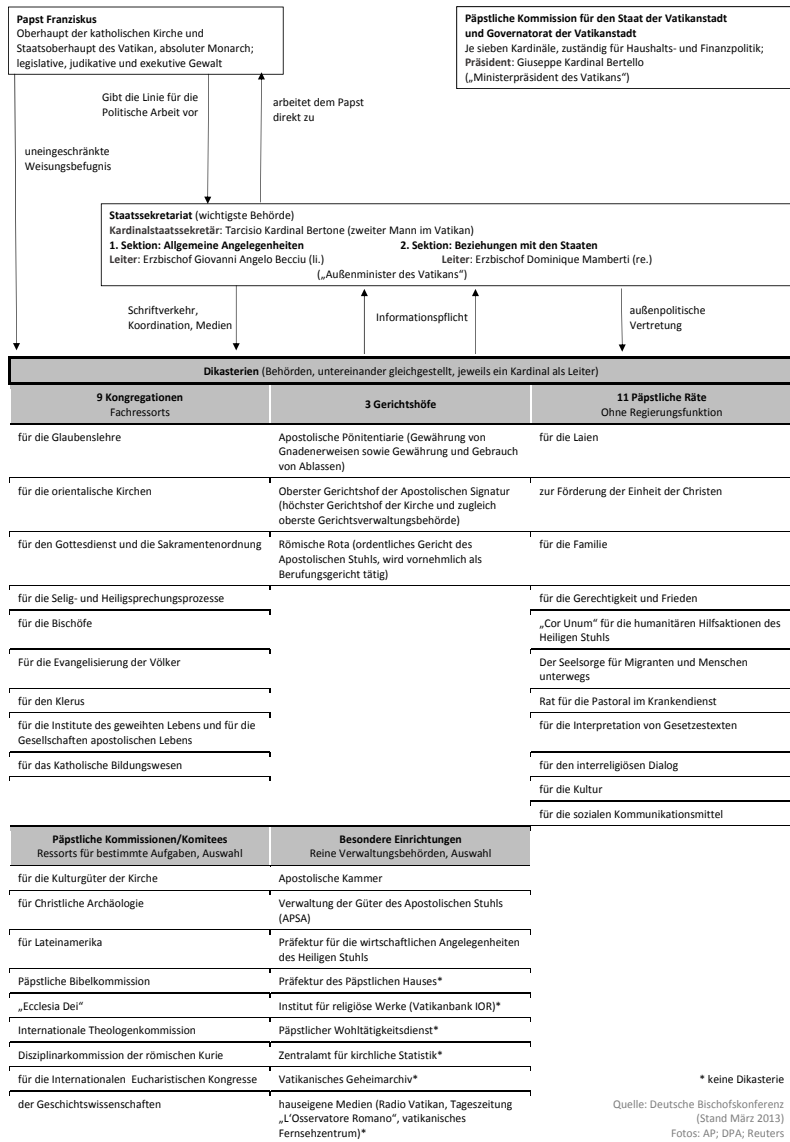 Papst Franziskus
Oberhaupt der katholischen Kirche und
Staatsoberhaupt des Vatikan, absoluter Monarch;
legislative, judikative und exekutive Gewalt
Päpstliche Kommission für den Staat der Vatikanstadt
und Governatorat der Vatikanstadt
Je sieben Kardinäle, zuständig für Haushalts- und Finanzpolitik;
Präsident: Giuseppe Kardinal Bertello
(„Ministerpräsident des Vatikans“)
Gibt die Linie für die
Politische Arbeit vor
arbeitet dem Papst
direkt zu
uneingeschränkte
Weisungsbefugnis
Staatssekretariat (wichtigste Behörde)
Kardinalstaatssekretär: Tarcisio Kardinal Bertone (zweiter Mann im Vatikan)
1. Sektion: Allgemeine Angelegenheiten 2. Sektion: Beziehungen mit den Staaten
Leiter: Erzbischof Giovanni Angelo Becciu (li.) Leiter: Erzbischof Dominique Mamberti (re.)
(„Außenminister des Vatikans“)
Schriftverkehr,
Koordination, Medien
Informationspflicht
außenpolitische
Vertretung
Dikasterien (Behörden, untereinander gleichgestellt, jeweils ein Kardinal als Leiter)
9 Kongregationen
Fachressorts
3 Gerichtshöfe
11 Päpstliche Räte
Ohne Regierungsfunktion
für die Glaubenslehre
Apostolische Pönitentiarie (Gewährung von
Gnadenerweisen sowie Gewährung und Gebrauch
von Ablassen)
für die Laien
für die orientalische Kirchen
Oberster Gerichtshof der Apostolischen Signatur
(höchster Gerichtshof der Kirche und zugleich
oberste Gerichtsverwaltungsbehörde)
zur Förderung der Einheit der Christen
für den Gottesdienst und die Sakramentenordnung
Römische Rota (ordentliches Gericht des
Apostolischen Stuhls, wird vornehmlich als
Berufungsgericht tätig)
für die Familie
für die Selig- und Heiligsprechungsprozesse
für die Gerechtigkeit und Frieden
für die Bischöfe
„Cor Unum“ für die humanitären Hilfsaktionen des
Heiligen Stuhls
Für die Evangelisierung der Völker
Der Seelsorge für Migranten und Menschen
unterwegs
für den Klerus
Rat für die Pastoral im Krankendienst
für die Institute des geweihten Lebens und für die
Gesellschaften apostolischen Lebens
für die Interpretation von Gesetzestexten
für das Katholische Bildungswesen
für den interreligiösen Dialog
für die Kultur
für die sozialen Kommunikationsmittel
Päpstliche Kommissionen/Komitees
Ressorts für bestimmte Aufgaben, Auswahl
Besondere Einrichtungen
Reine Verwaltungsbehörden, Auswahl
für die Kulturgüter der Kirche
Apostolische Kammer
für Christliche Archäologie
Verwaltung der Güter des Apostolischen Stuhls
(APSA)
für Lateinamerika
Präfektur für die wirtschaftlichen Angelegenheiten
des Heiligen Stuhls
Päpstliche Bibelkommission
Präfektur des Päpstlichen Hauses*
„Ecclesia Dei“
Institut für religiöse Werke (Vatikanbank IOR)*
Internationale Theologenkommission
Päpstlicher Wohltätigkeitsdienst*
Disziplinarkommission der römischen Kurie
Zentralamt für kirchliche Statistik*
für die Internationalen Eucharistischen Kongresse
Vatikanisches Geheimarchiv*
* keine Dikasterie
der Geschichtswissenschaften
hauseigene Medien (Radio Vatikan, Tageszeitung
„L'Osservatore Romano“, vatikanisches
Fernsehzentrum)*
Quelle: Deutsche Bischofskonferenz
(Stand März 2013)
Fotos: AP; DPA; Reuters